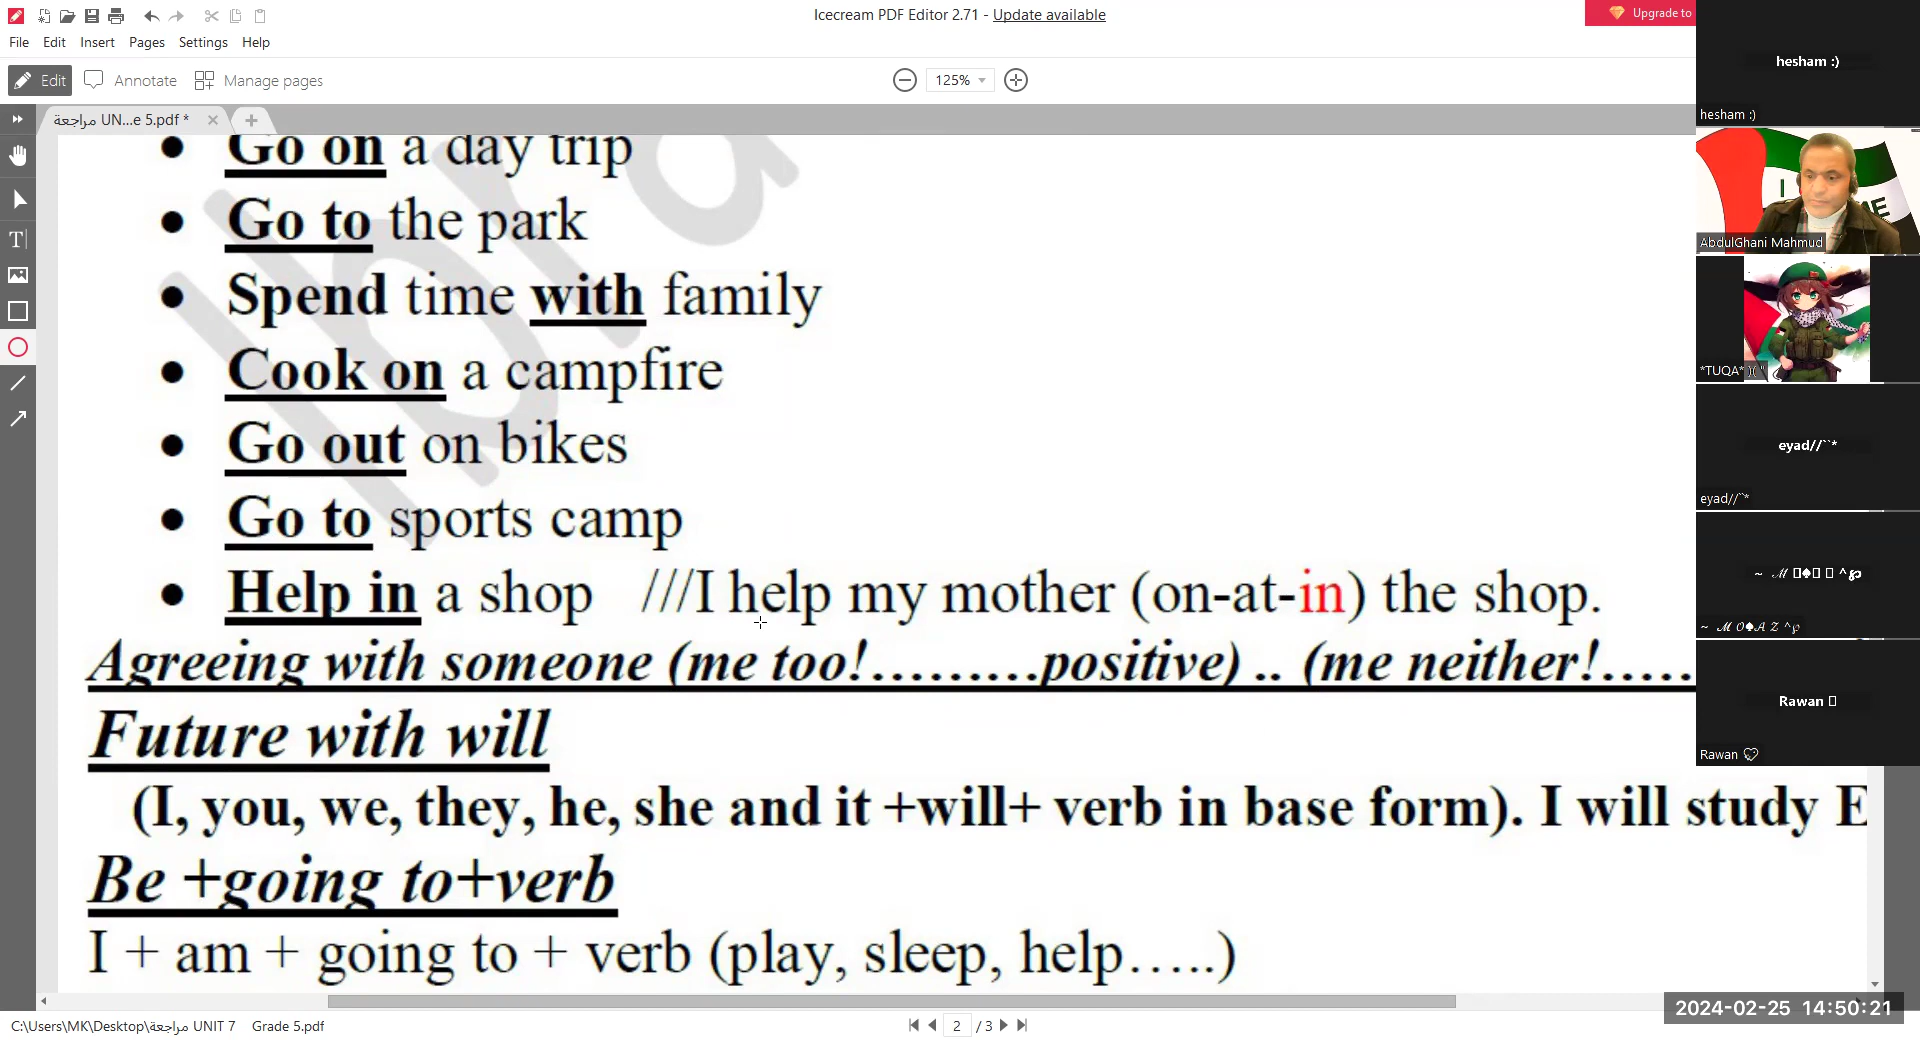 Icecream PDF Editor 2.71 - Update available
Upgrade to
File Edit Insert Pages Settings Help
Edit Annotate Manage pages
125%
مراجعة UN...e 5.pdf *
Go on a day trip
Go to the park
Spend time with family
Cook on a campfire
Go out on bikes
Go to sports camp
Help in a shop ///I help my mother (on-at-in) the shop.
Agreeing with someone (me too!.........positive) .. (me neither!.....
Future with will
(I, you, we, they, he, she and it +will+ verb in base form). I will study E
Be +going to+verb
I + am + going to + verb (play, sleep, help…..)
C:\Users\MK\Desktop\مراجعة UNIT 7 Grade 5.pdf
2 / 3
hesham :)
hesham :)
AbdulGhani Mahmud
*TUQA* )( "
eyad//``*
eyad//``*
~ ℳ O♠A Z ^℘
Rawan
Rawan
2024-02-25 14:50:21